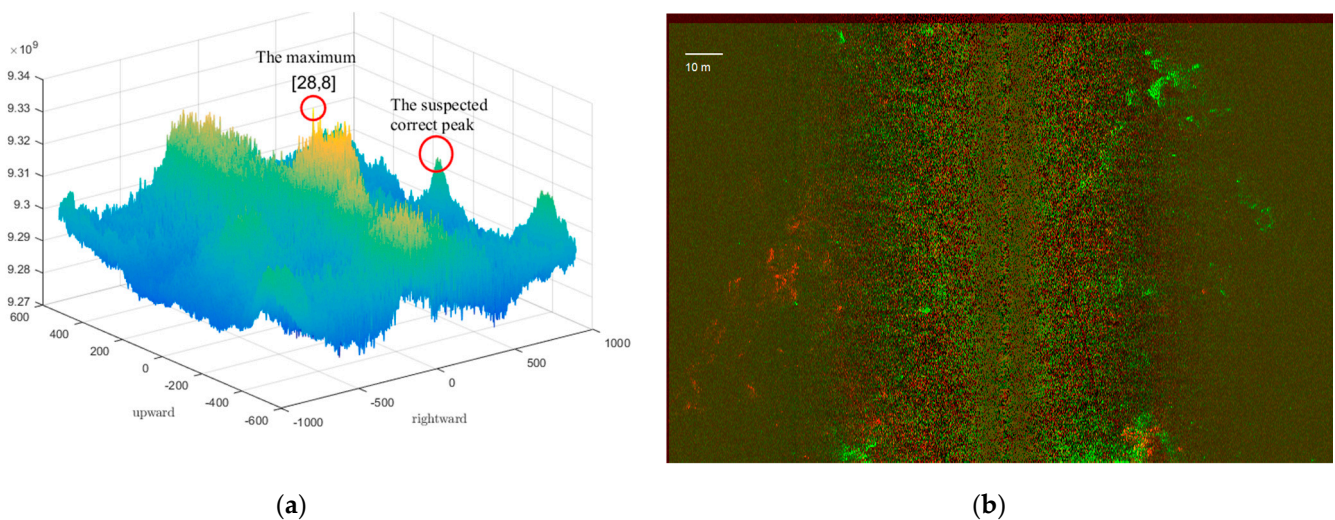 ×10⁹
The maximum
[28,8]
The suspected
correct peak
9.34
9.33
9.32
9.31
9.3
9.29
9.28
9.27
600
400
200
0
-200
-400
-600
upward
-1000
-500
0
500
1000
rightward
10 m
(a)
(b)